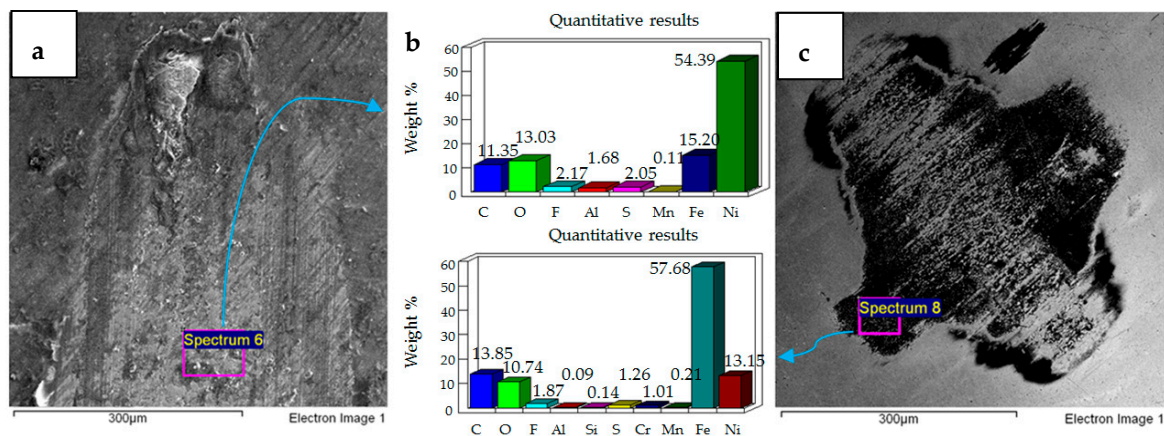 a
Spectrum 6
300μm
Electron Image 1
b
Quantitative results
Weight %
60
50
40
30
20
10
0
11.35
13.03
2.17
1.68
2.05
0.11
15.20
54.39
C O F Al S Mn Fe Ni
Quantitative results
Weight %
60
50
40
30
20
10
0
13.85
10.74
1.87
0.09
0.14
1.26
1.01
0.21
57.68
13.15
C O F Al Si S Cr Mn Fe Ni
c
Spectrum 8
300μm
Electron Image 1